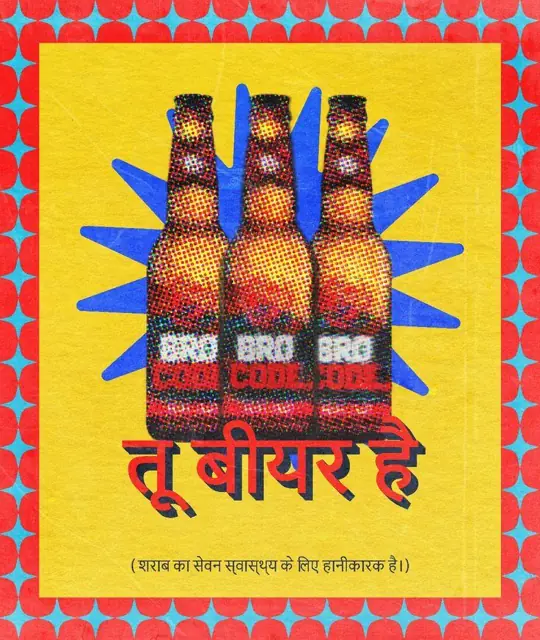 BRO BRO BRO
CODE. CODE. CODE.
तू बीयर है
(शराब का सेवन स्वास्थ्य के लिए हानीकारक है।)